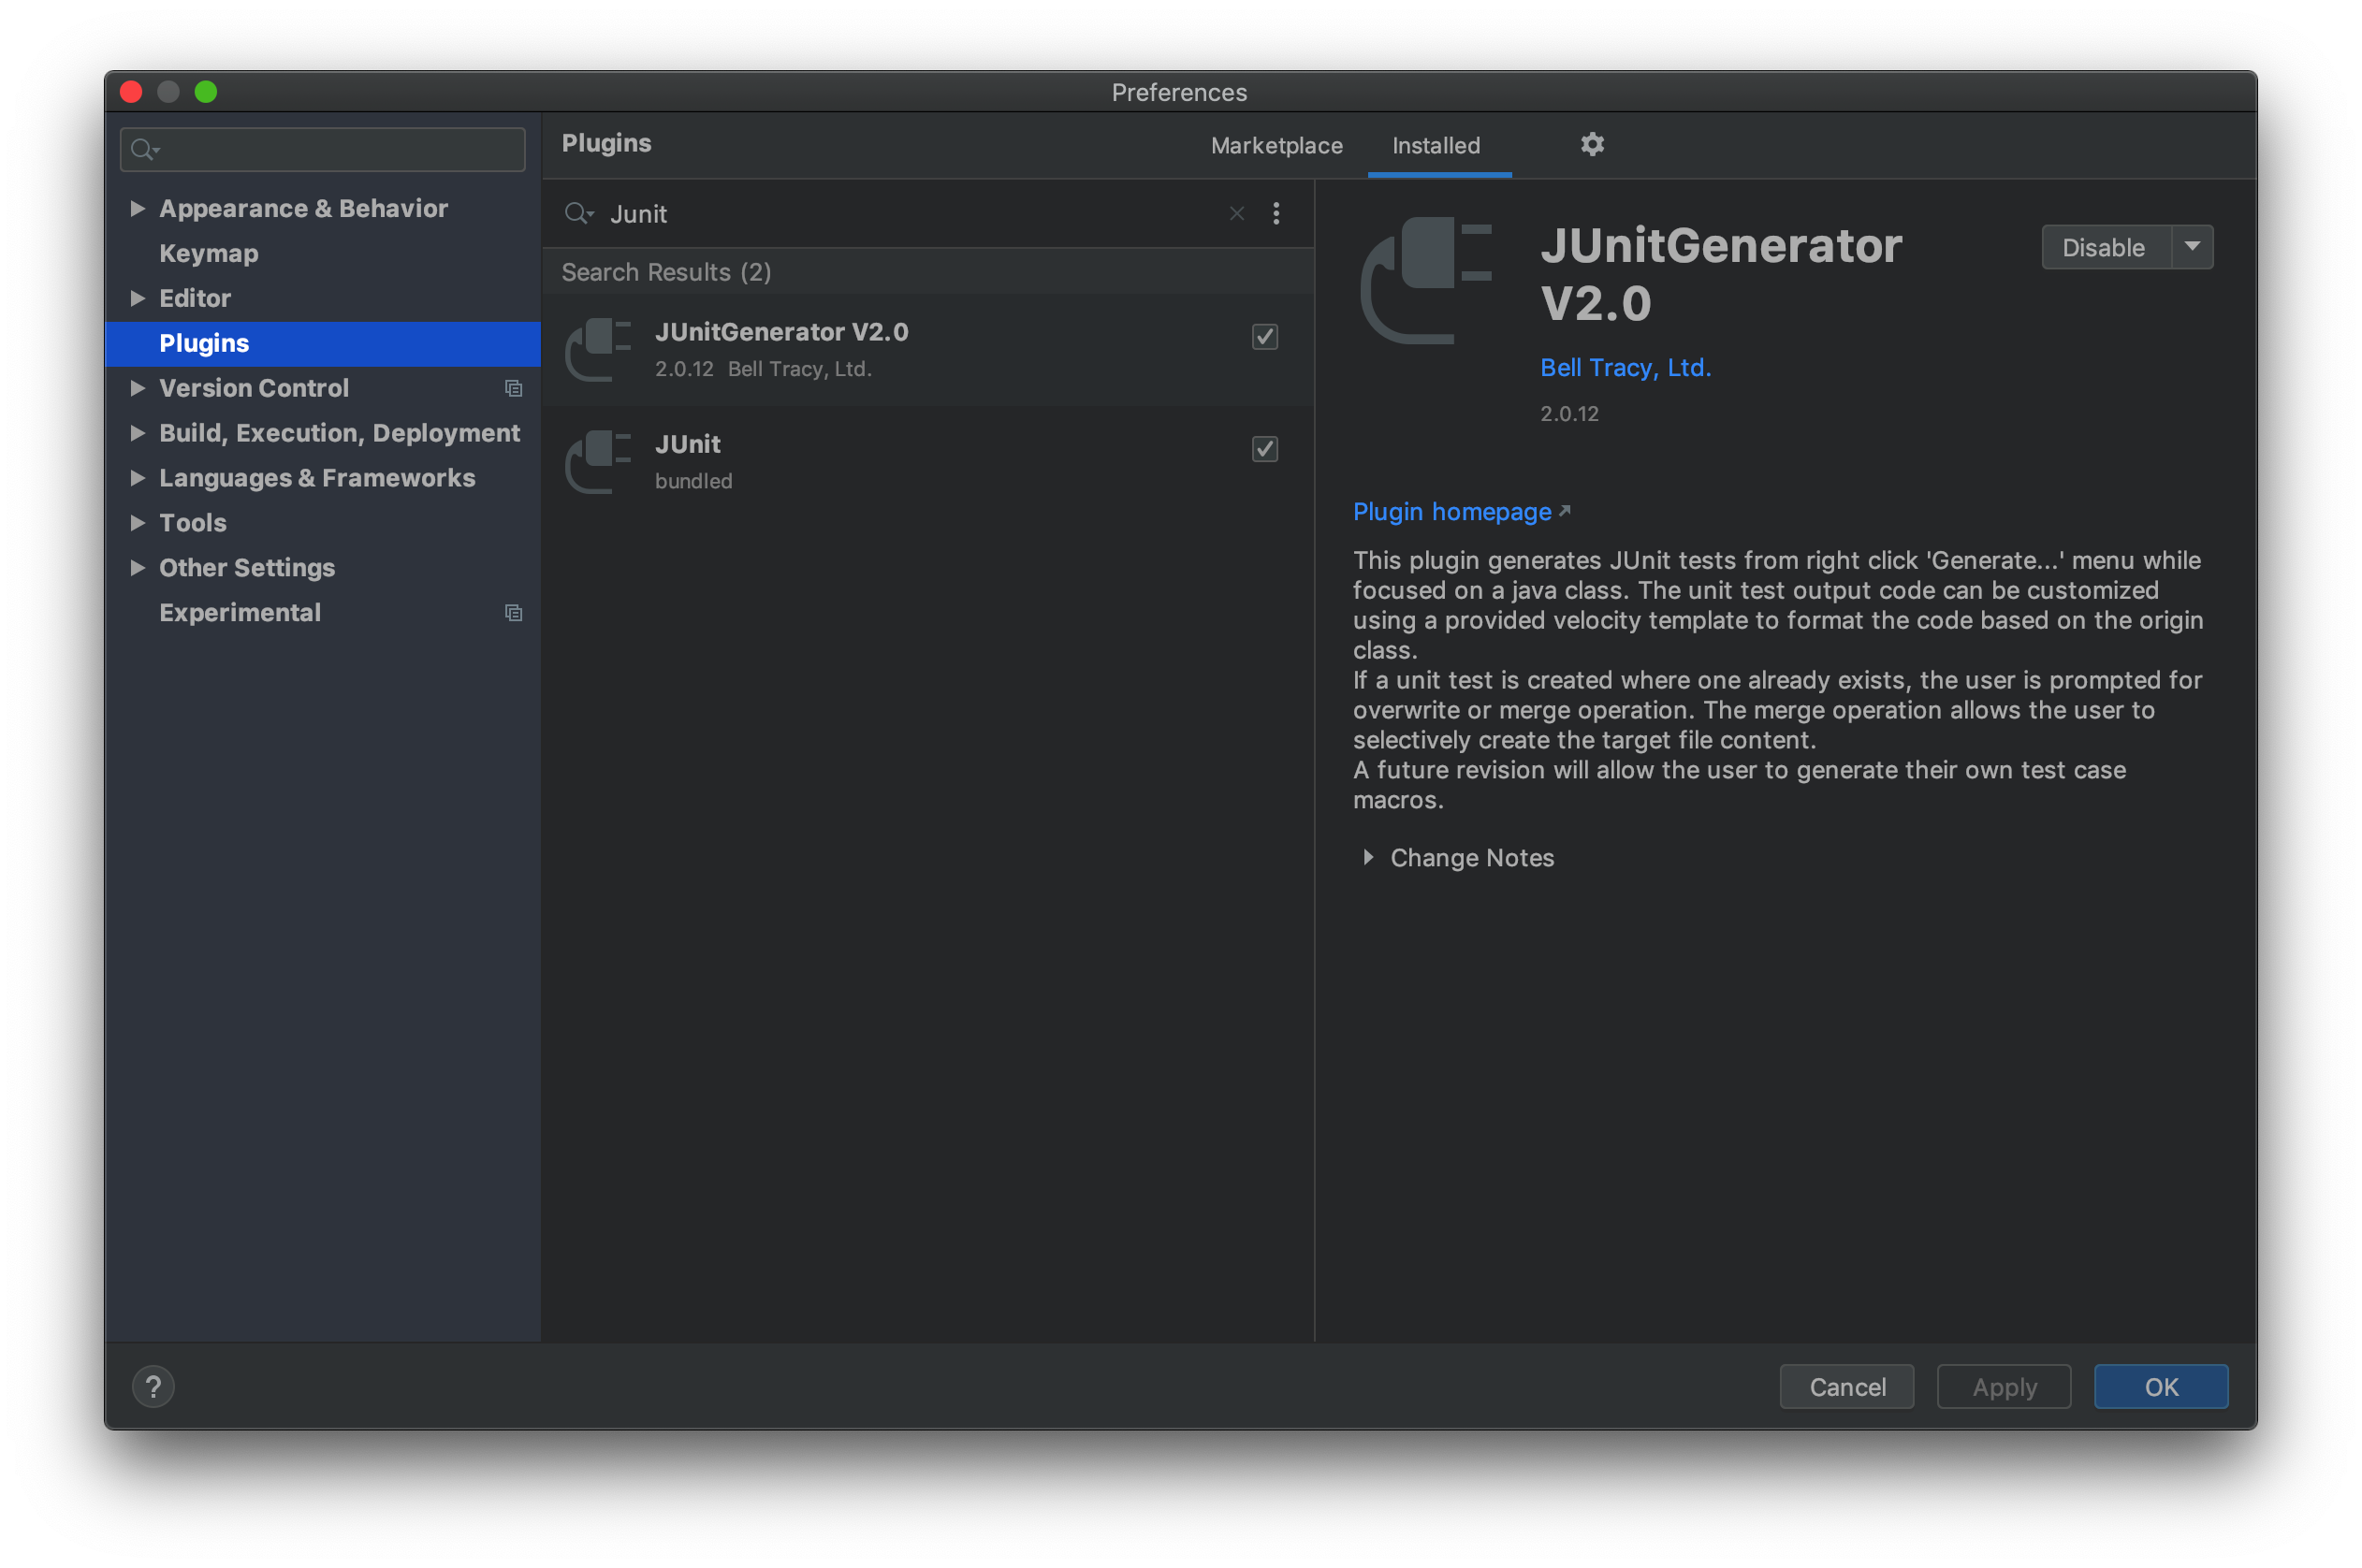 Preferences
Appearance & Behavior
Keymap
Editor
Plugins
Version Control
Build, Execution, Deployment
Languages & Frameworks
Tools
Other Settings
Experimental
Plugins
Marketplace
Installed
Junit
Search Results (2)
JUnitGenerator V2.0
2.0.12 Bell Tracy, Ltd.
JUnit
bundled
JUnitGenerator
V2.0
Disable
Bell Tracy, Ltd.
2.0.12
Plugin homepage
This plugin generates JUnit tests from right click 'Generate...' menu while
focused on a java class. The unit test output code can be customized
using a provided velocity template to format the code based on the origin
class.
If a unit test is created where one already exists, the user is prompted for
overwrite or merge operation. The merge operation allows the user to
selectively create the target file content.
A future revision will allow the user to generate their own test case
macros.
Change Notes
?
Cancel
Apply
OK